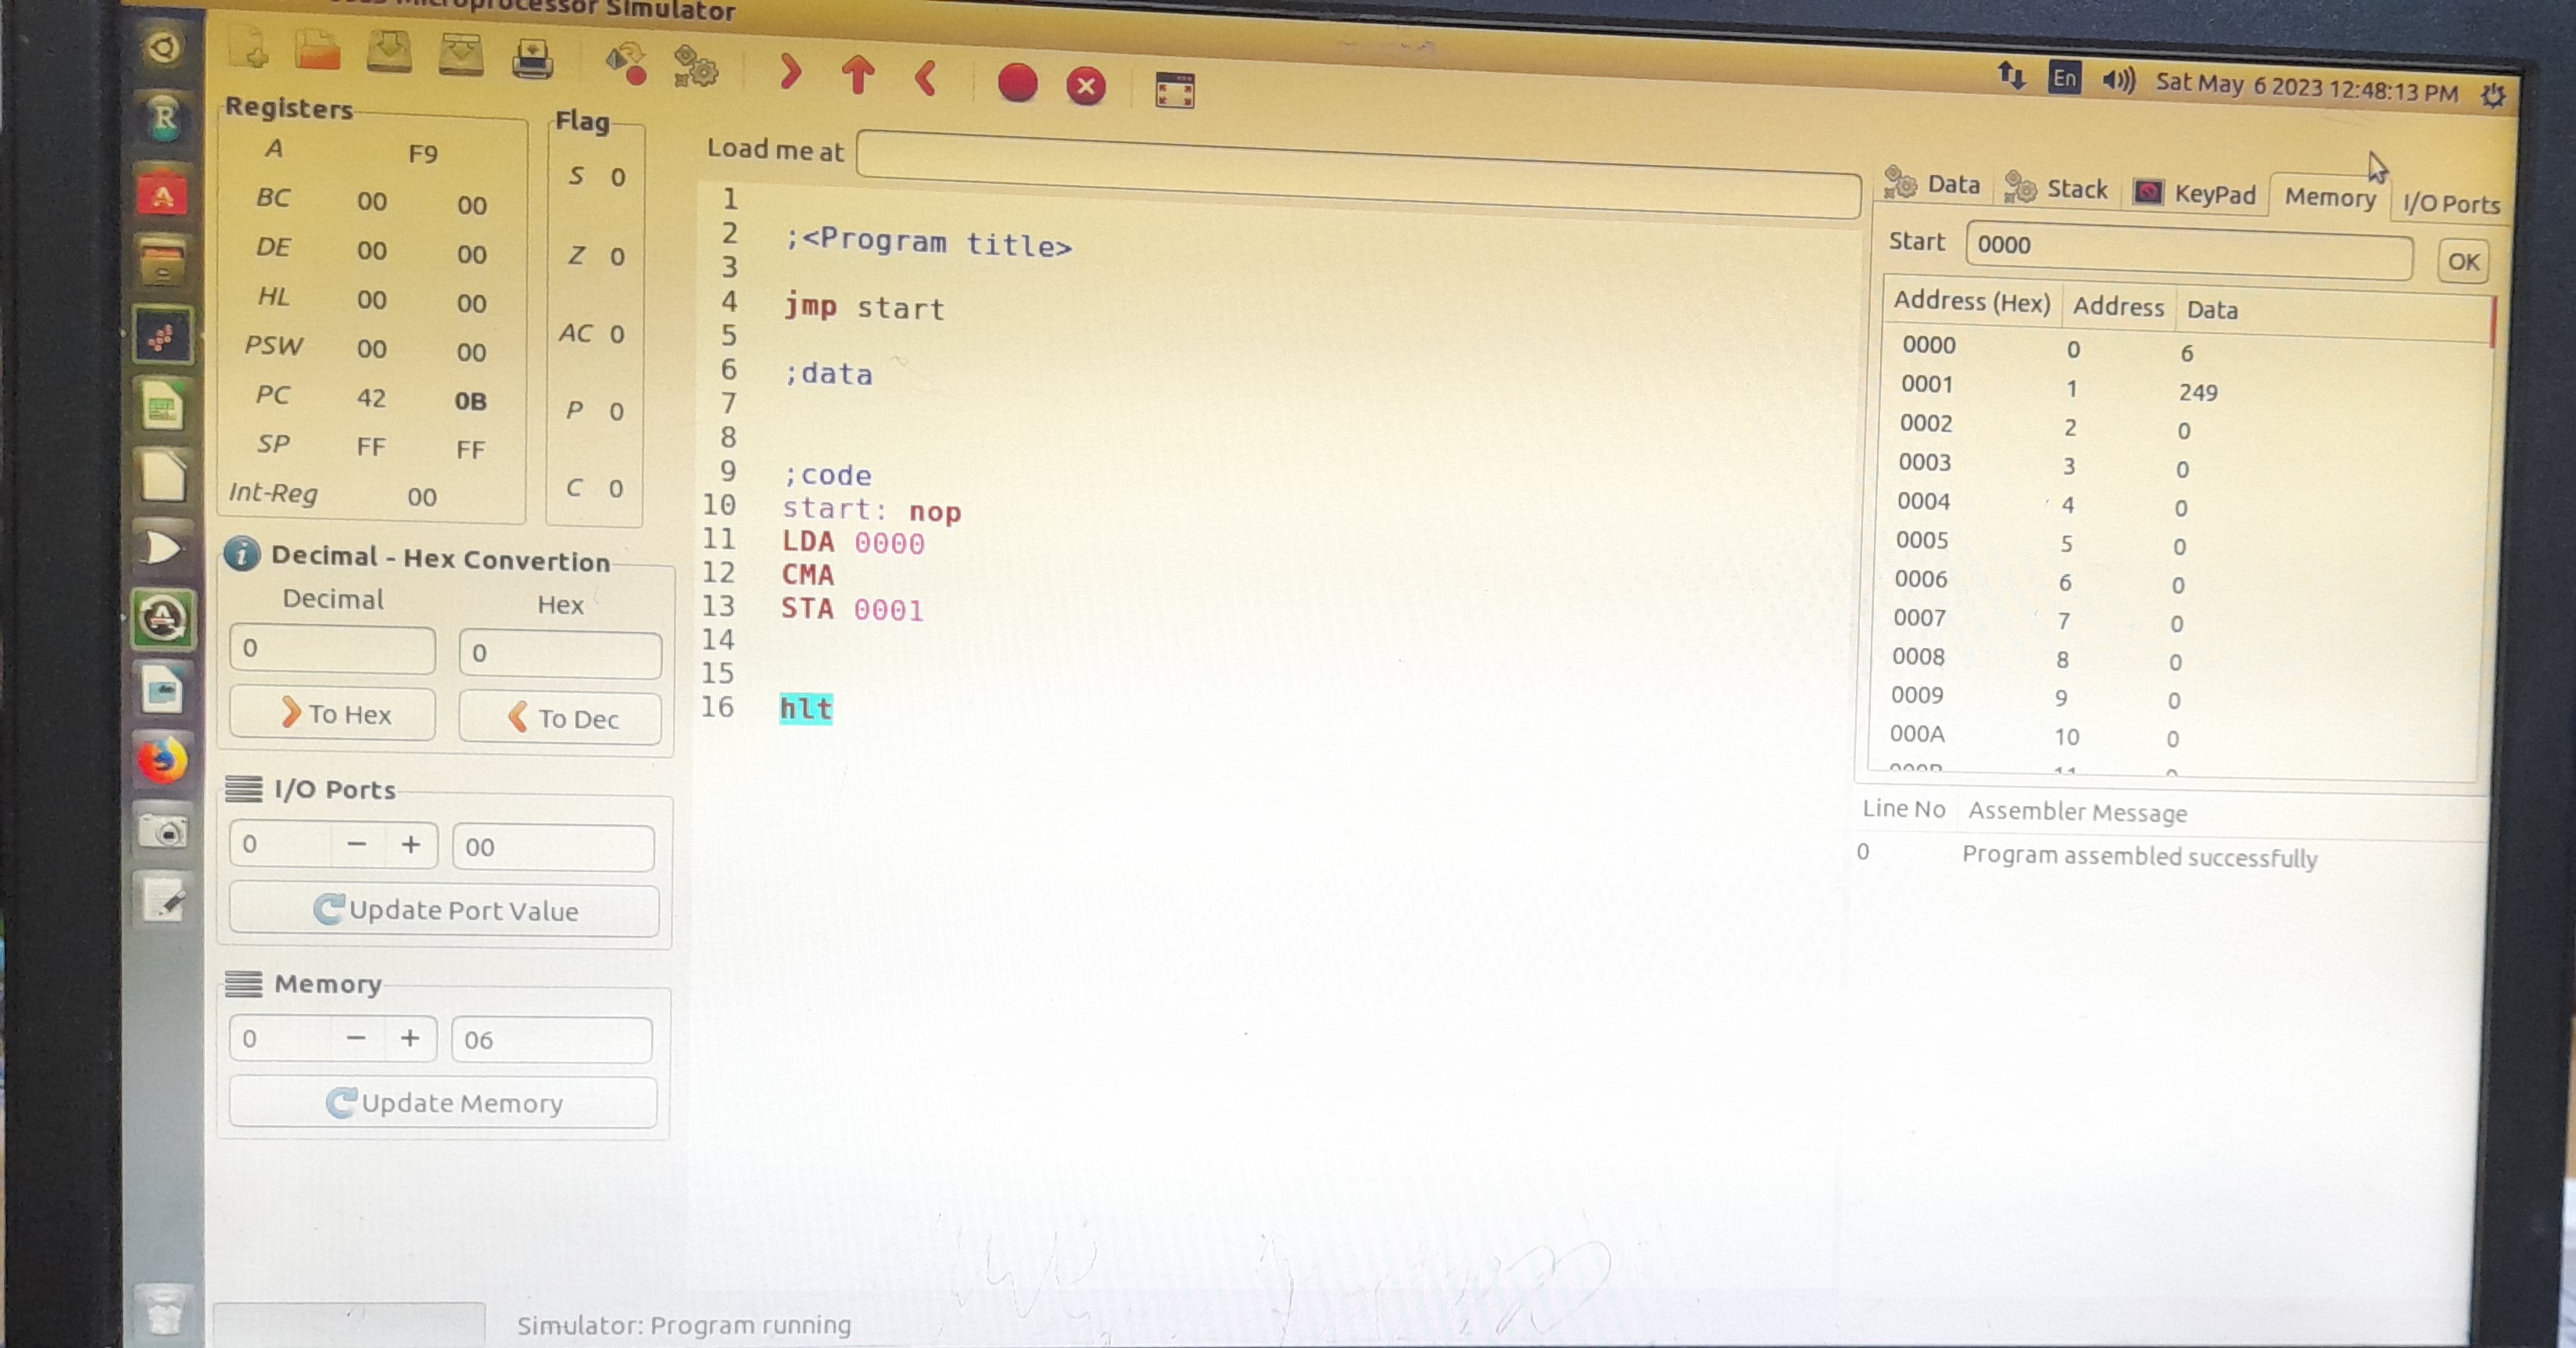 Microprocessor Simulator
En Sat May 6 2023 12:48:13 PM
Registers
A F9
BC 00 00
DE 00 00
HL 00 00
PSW 00 00
PC 42 0B
SP FF FF
Int-Reg 00
Flag
S 0
Z 0
AC 0
P 0
C 0
Decimal - Hex Convertion
Decimal Hex
0 0
To Hex To Dec
I/O Ports
0 − + 00
Update Port Value
Memory
0 − + 06
Update Memory
Load me at
1
2 ;<Program title>
3
4 jmp start
5
6 ;data
7
8
9 ;code
10 start: nop
11 LDA 0000
12 CMA
13 STA 0001
14
15
16 hlt
Data Stack KeyPad Memory I/O Ports
Start 0000 OK
Address (Hex) Address Data
0000 0 6
0001 1 249
0002 2 0
0003 3 0
0004 4 0
0005 5 0
0006 6 0
0007 7 0
0008 8 0
0009 9 0
000A 10 0
Line No Assembler Message
0 Program assembled successfully
Simulator: Program running